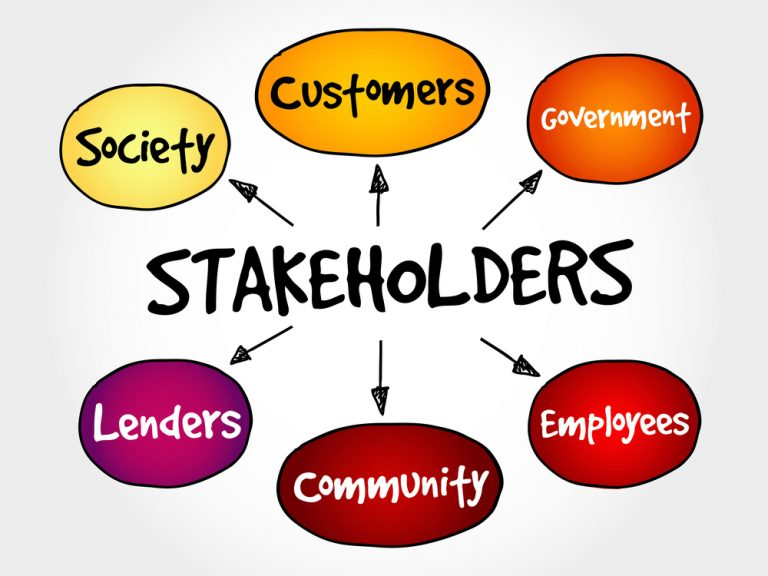 Customers
Society
Government
STAKEHOLDERS
Lenders
Employees
Community